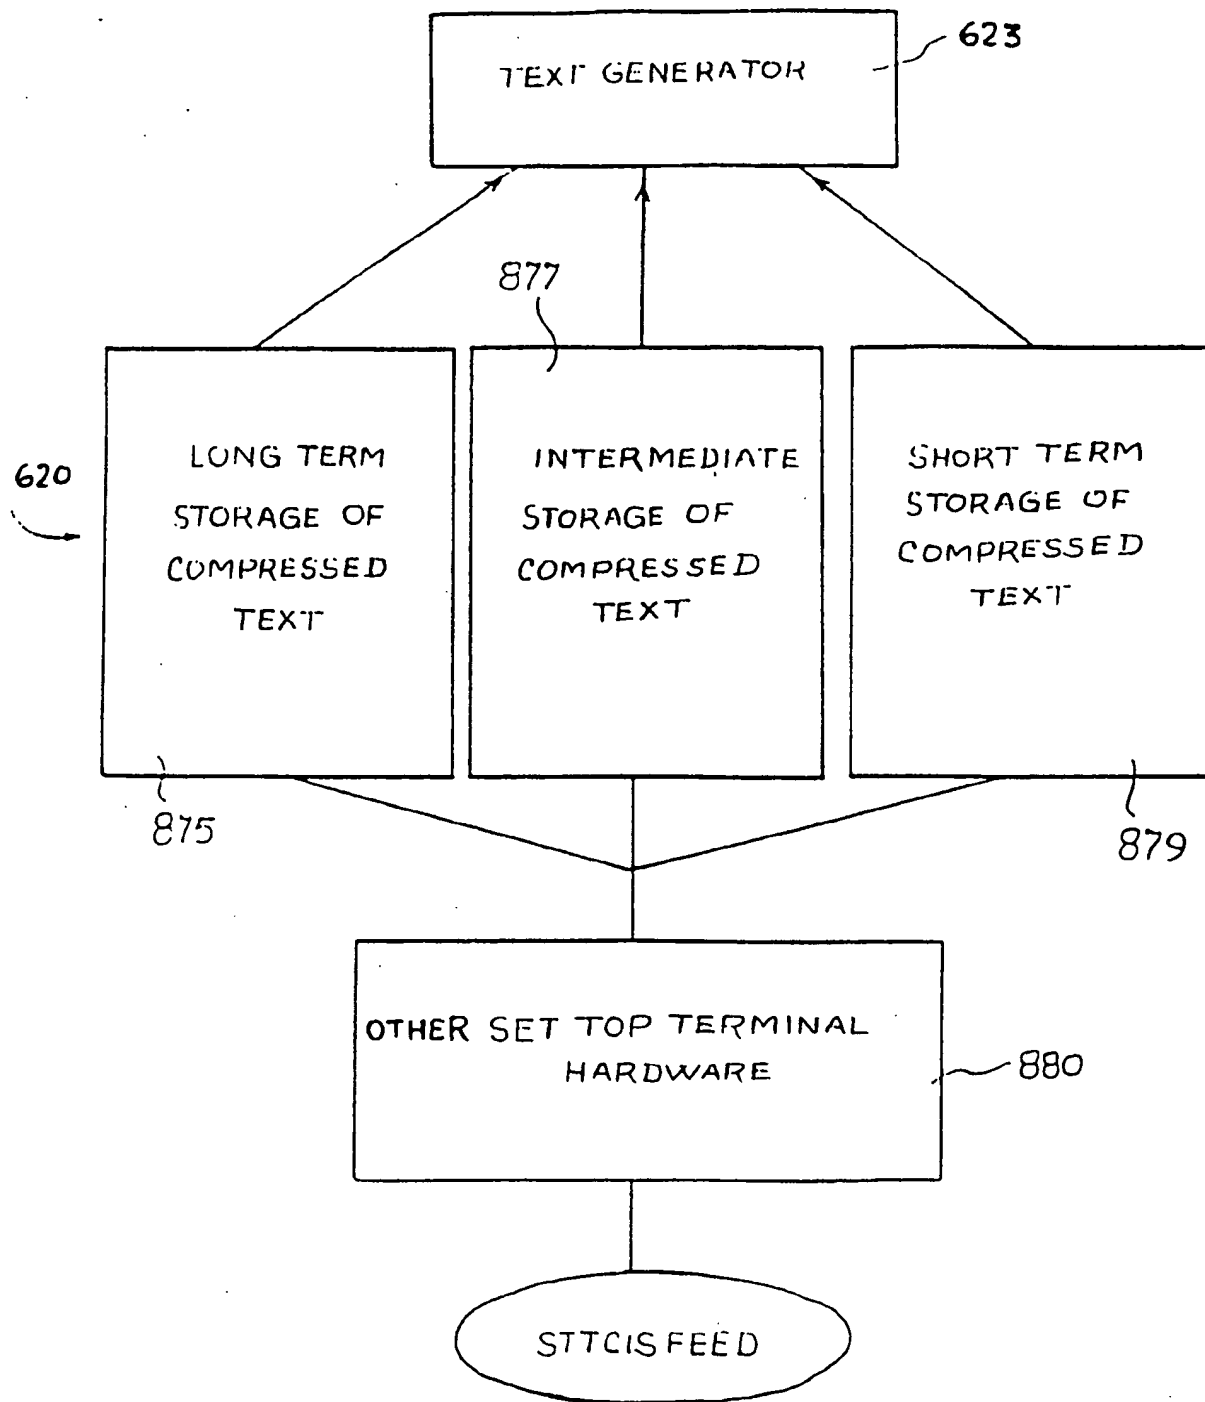 TEXT GENERATOR
623
877
620
LONG TERM
STORAGE OF
COMPRESSED
TEXT
INTERMEDIATE
STORAGE OF
COMPRESSED
TEXT
SHORT TERM
STORAGE OF
COMPRESSED
TEXT
875
879
OTHER SET TOP TERMINAL
HARDWARE
880
STTCIS FEED